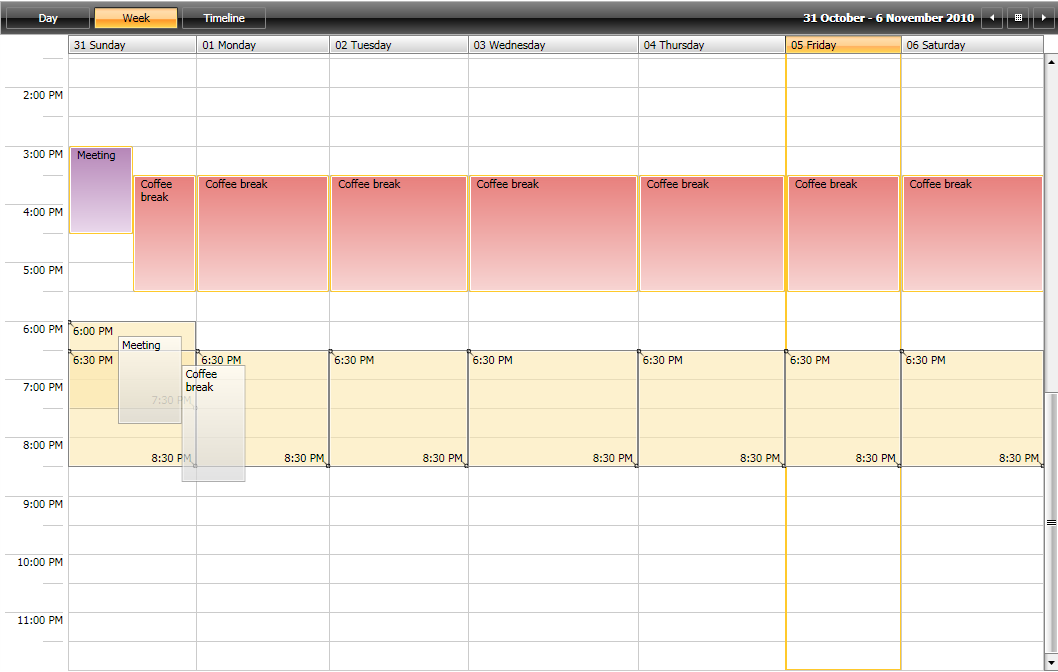 Day Week Timeline 31 October - 6 November 2010
31 Sunday 01 Monday 02 Tuesday 03 Wednesday 04 Thursday 05 Friday 06 Saturday
2:00 PM
3:00 PM
Meeting
Coffee break Coffee break Coffee break Coffee break Coffee break Coffee break
Coffee
break
4:00 PM
5:00 PM
6:00 PM
6:00 PM
Meeting
6:30 PM 6:30 PM 6:30 PM 6:30 PM 6:30 PM 6:30 PM 6:30 PM
Coffee
break
7:00 PM
7:30 PM
8:00 PM
8:30 PM 8:30 PM 8:30 PM 8:30 PM 8:30 PM 8:30 PM 8:30 PM
9:00 PM
10:00 PM
11:00 PM